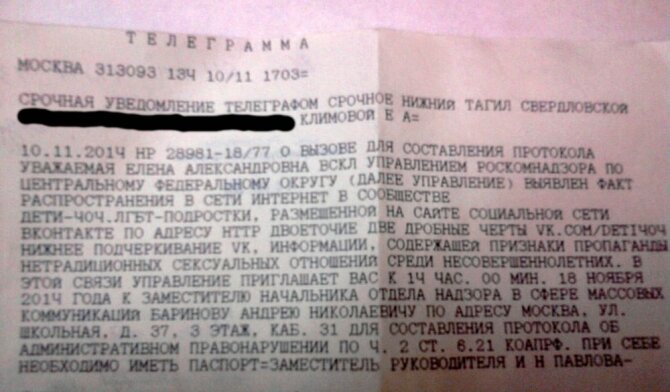 ТЕЛЕГРАММА
МОСКВА 313093 134 10/11 1703=
СРОЧНАЯ УВЕДОМЛЕНИЕ ТЕЛЕГРАФОМ СРОЧНОЕ НИЖНИЙ ТАГИЛ СВЕРДЛОВСКОЙ
КЛИМОВОЙ Е А=
10.11.2014 НР 28981-18/77 О ВЫЗОВЕ ДЛЯ СОСТАВЛЕНИЯ ПРОТОКОЛА
УВАЖАЕМАЯ ЕЛЕНА АЛЕКСАНДРОВНА ВСКЛ УПРАВЛЕНИЕМ РОСКОМНАДЗОРА ПО
ЦЕНТРАЛЬНОМУ ФЕДЕРАЛЬНОМУ ОКРУГУ (ДАЛЕЕ УПРАВЛЕНИЕ) ВЫЯВЛЕН ФАКТ
РАСПРОСТРАНЕНИЯ В СЕТИ ИНТЕРНЕТ В СООБЩЕСТВЕ
ДЕТИ-404.ЛГБТ-ПОДРОСТКИ, РАЗМЕЩЕННОЙ НА САЙТЕ СОЦИАЛЬНОЙ СЕТИ
ВКОНТАКТЕ ПО АДРЕСУ HTTP ДВОЕТОЧИЕ ДВЕ ДРОБНЫЕ ЧЕРТЫ VK.COM/DETI404
НИЖНЕЕ ПОДЧЕРКИВАНИЕ VK, ИНФОРМАЦИИ, СОДЕРЖАЩЕЙ ПРИЗНАКИ ПРОПАГАНДЫ
НЕТРАДИЦИОННЫХ СЕКСУАЛЬНЫХ ОТНОШЕНИЙ СРЕДИ НЕСОВЕРШЕННОЛЕТНИХ. В
ЭТОЙ СВЯЗИ УПРАВЛЕНИЕ ПРИГЛАШАЕТ ВАС К 14 ЧАС. 00 МИН. 18 НОЯБРЯ
2014 ГОДА К ЗАМЕСТИТЕЛЮ НАЧАЛЬНИКА ОТДЕЛА НАДЗОРА В СФЕРЕ МАССОВЫХ
КОММУНИКАЦИЙ БАРИНОВУ АНДРЕЮ НИКОЛАЕВИЧУ ПО АДРЕСУ МОСКВА, УЛ.
ШКОЛЬНАЯ, Д. 37, 3 ЭТАЖ, КАБ. 31 ДЛЯ СОСТАВЛЕНИЯ ПРОТОКОЛА ОБ
АДМИНИСТРАТИВНОМ ПРАВОНАРУШЕНИИ ПО Ч. 2 СТ. 6.21 КОАПРФ. ПРИ СЕБЕ
НЕОБХОДИМО ИМЕТЬ ПАСПОРТ=ЗАМЕСТИТЕЛЬ РУКОВОДИТЕЛЯ И Н ПАВЛОВА-